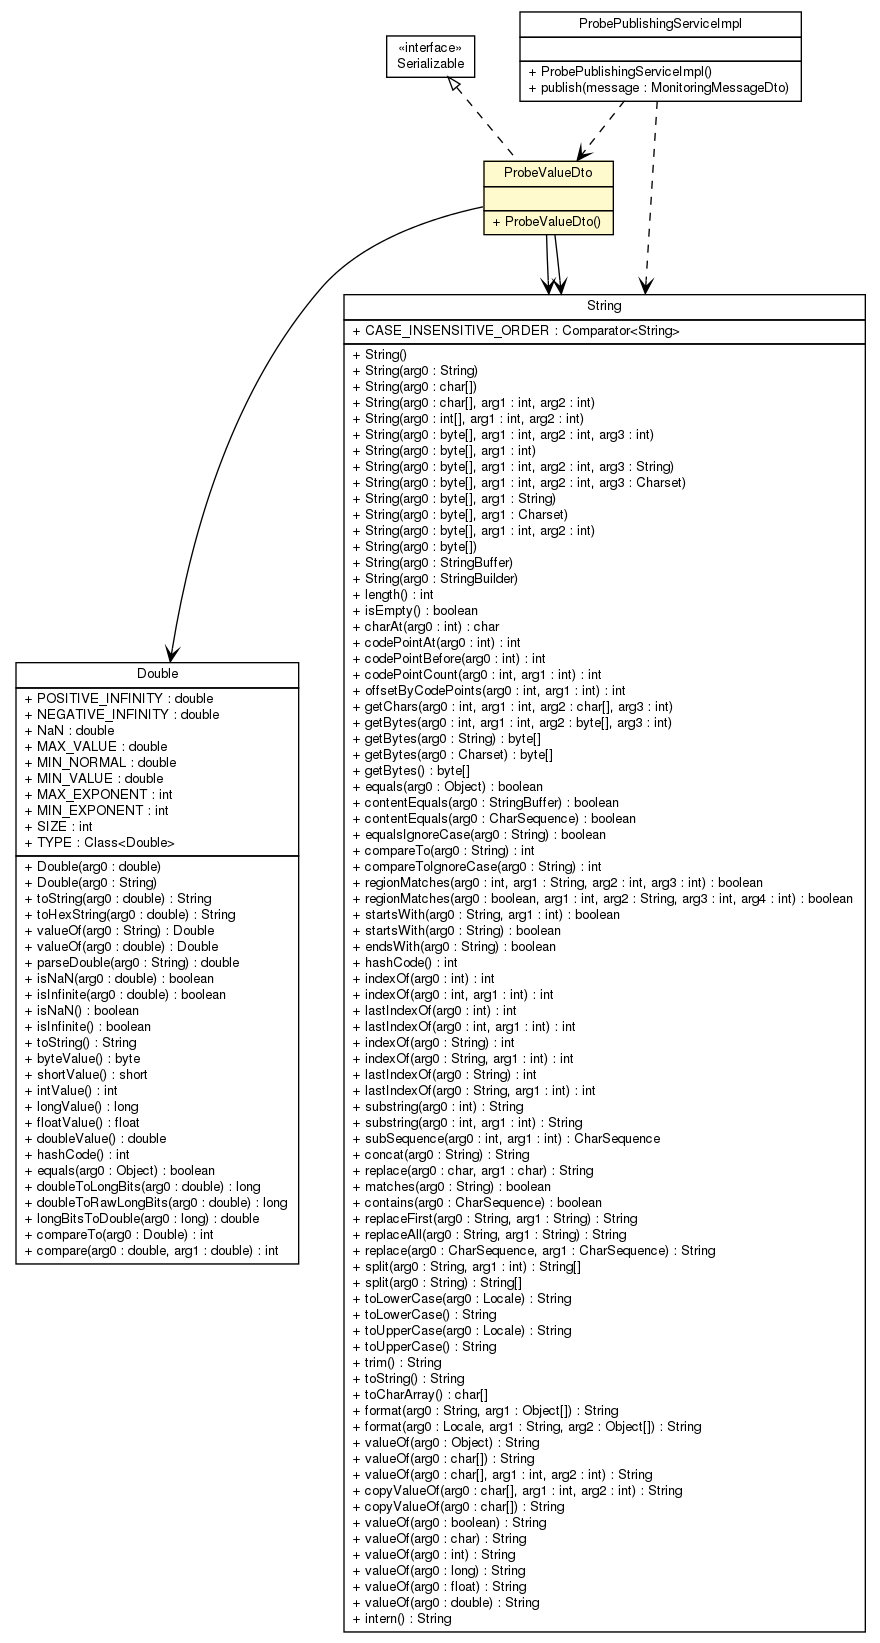 «interface»
Serializable
ProbePublishingServiceImpl
+ ProbePublishingServiceImpl()
+ publish(message : MonitoringMessageDto)
ProbeValueDto
+ ProbeValueDto()
String
+ CASE_INSENSITIVE_ORDER : Comparator<String>
+ String()
+ String(arg0 : String)
+ String(arg0 : char[])
+ String(arg0 : char[], arg1 : int, arg2 : int)
+ String(arg0 : int[], arg1 : int, arg2 : int)
+ String(arg0 : byte[], arg1 : int, arg2 : int, arg3 : int)
+ String(arg0 : byte[], arg1 : int)
+ String(arg0 : byte[], arg1 : int, arg2 : int, arg3 : String)
+ String(arg0 : byte[], arg1 : int, arg2 : int, arg3 : Charset)
+ String(arg0 : byte[], arg1 : String)
+ String(arg0 : byte[], arg1 : Charset)
+ String(arg0 : byte[], arg1 : int, arg2 : int)
+ String(arg0 : byte[])
+ String(arg0 : StringBuffer)
+ String(arg0 : StringBuilder)
+ length() : int
+ isEmpty() : boolean
+ charAt(arg0 : int) : char
+ codePointAt(arg0 : int) : int
+ codePointBefore(arg0 : int) : int
+ codePointCount(arg0 : int, arg1 : int) : int
+ offsetByCodePoints(arg0 : int, arg1 : int) : int
+ getChars(arg0 : int, arg1 : int, arg2 : char[], arg3 : int)
+ getBytes(arg0 : int, arg1 : int, arg2 : byte[], arg3 : int)
+ getBytes(arg0 : String) : byte[]
+ getBytes(arg0 : Charset) : byte[]
+ getBytes() : byte[]
+ equals(arg0 : Object) : boolean
+ contentEquals(arg0 : StringBuffer) : boolean
+ contentEquals(arg0 : CharSequence) : boolean
+ equalsIgnoreCase(arg0 : String) : boolean
+ compareTo(arg0 : String) : int
+ compareToIgnoreCase(arg0 : String) : int
+ regionMatches(arg0 : int, arg1 : String, arg2 : int, arg3 : int) : boolean
+ regionMatches(arg0 : boolean, arg1 : int, arg2 : String, arg3 : int, arg4 : int) : boolean
+ startsWith(arg0 : String, arg1 : int) : boolean
+ startsWith(arg0 : String) : boolean
+ endsWith(arg0 : String) : boolean
+ hashCode() : int
+ indexOf(arg0 : int) : int
+ indexOf(arg0 : int, arg1 : int) : int
+ lastIndexOf(arg0 : int) : int
+ lastIndexOf(arg0 : int, arg1 : int) : int
+ indexOf(arg0 : String) : int
+ indexOf(arg0 : String, arg1 : int) : int
+ lastIndexOf(arg0 : String) : int
+ lastIndexOf(arg0 : String, arg1 : int) : int
+ substring(arg0 : int) : String
+ substring(arg0 : int, arg1 : int) : String
+ subSequence(arg0 : int, arg1 : int) : CharSequence
+ concat(arg0 : String) : String
+ replace(arg0 : char, arg1 : char) : String
+ matches(arg0 : String) : boolean
+ contains(arg0 : CharSequence) : boolean
+ replaceFirst(arg0 : String, arg1 : String) : String
+ replaceAll(arg0 : String, arg1 : String) : String
+ replace(arg0 : CharSequence, arg1 : CharSequence) : String
+ split(arg0 : String, arg1 : int) : String[]
+ split(arg0 : String) : String[]
+ toLowerCase(arg0 : Locale) : String
+ toLowerCase() : String
+ toUpperCase(arg0 : Locale) : String
+ toUpperCase() : String
+ trim() : String
+ toString() : String
+ toCharArray() : char[]
+ format(arg0 : String, arg1 : Object[]) : String
+ format(arg0 : Locale, arg1 : String, arg2 : Object[]) : String
+ valueOf(arg0 : Object) : String
+ valueOf(arg0 : char[]) : String
+ valueOf(arg0 : char[], arg1 : int, arg2 : int) : String
+ copyValueOf(arg0 : char[], arg1 : int, arg2 : int) : String
+ copyValueOf(arg0 : char[]) : String
+ valueOf(arg0 : boolean) : String
+ valueOf(arg0 : char) : String
+ valueOf(arg0 : int) : String
+ valueOf(arg0 : long) : String
+ valueOf(arg0 : float) : String
+ valueOf(arg0 : double) : String
+ intern() : String
Double
+ POSITIVE_INFINITY : double
+ NEGATIVE_INFINITY : double
+ NaN : double
+ MAX_VALUE : double
+ MIN_NORMAL : double
+ MIN_VALUE : double
+ MAX_EXPONENT : int
+ MIN_EXPONENT : int
+ SIZE : int
+ TYPE : Class<Double>
+ Double(arg0 : double)
+ Double(arg0 : String)
+ toString(arg0 : double) : String
+ toHexString(arg0 : double) : String
+ valueOf(arg0 : String) : Double
+ valueOf(arg0 : double) : Double
+ parseDouble(arg0 : String) : double
+ isNaN(arg0 : double) : boolean
+ isInfinite(arg0 : double) : boolean
+ isNaN() : boolean
+ isInfinite() : boolean
+ toString() : String
+ byteValue() : byte
+ shortValue() : short
+ intValue() : int
+ longValue() : long
+ floatValue() : float
+ doubleValue() : double
+ hashCode() : int
+ equals(arg0 : Object) : boolean
+ doubleToLongBits(arg0 : double) : long
+ doubleToRawLongBits(arg0 : double) : long
+ longBitsToDouble(arg0 : long) : double
+ compareTo(arg0 : Double) : int
+ compare(arg0 : double, arg1 : double) : int